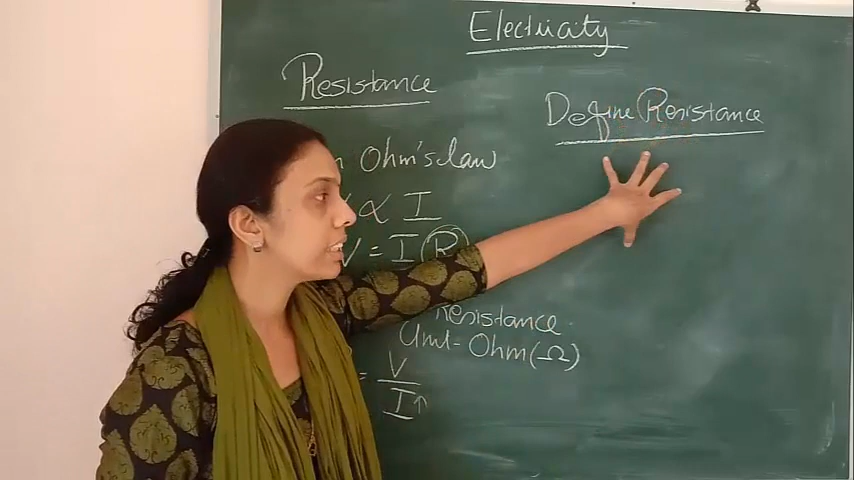 Electricity
Resistance
Define Resistance
Ohm's law
∝ I
V = I R
Resistance
Unit = Ohm (Ω)
= V
I ↑